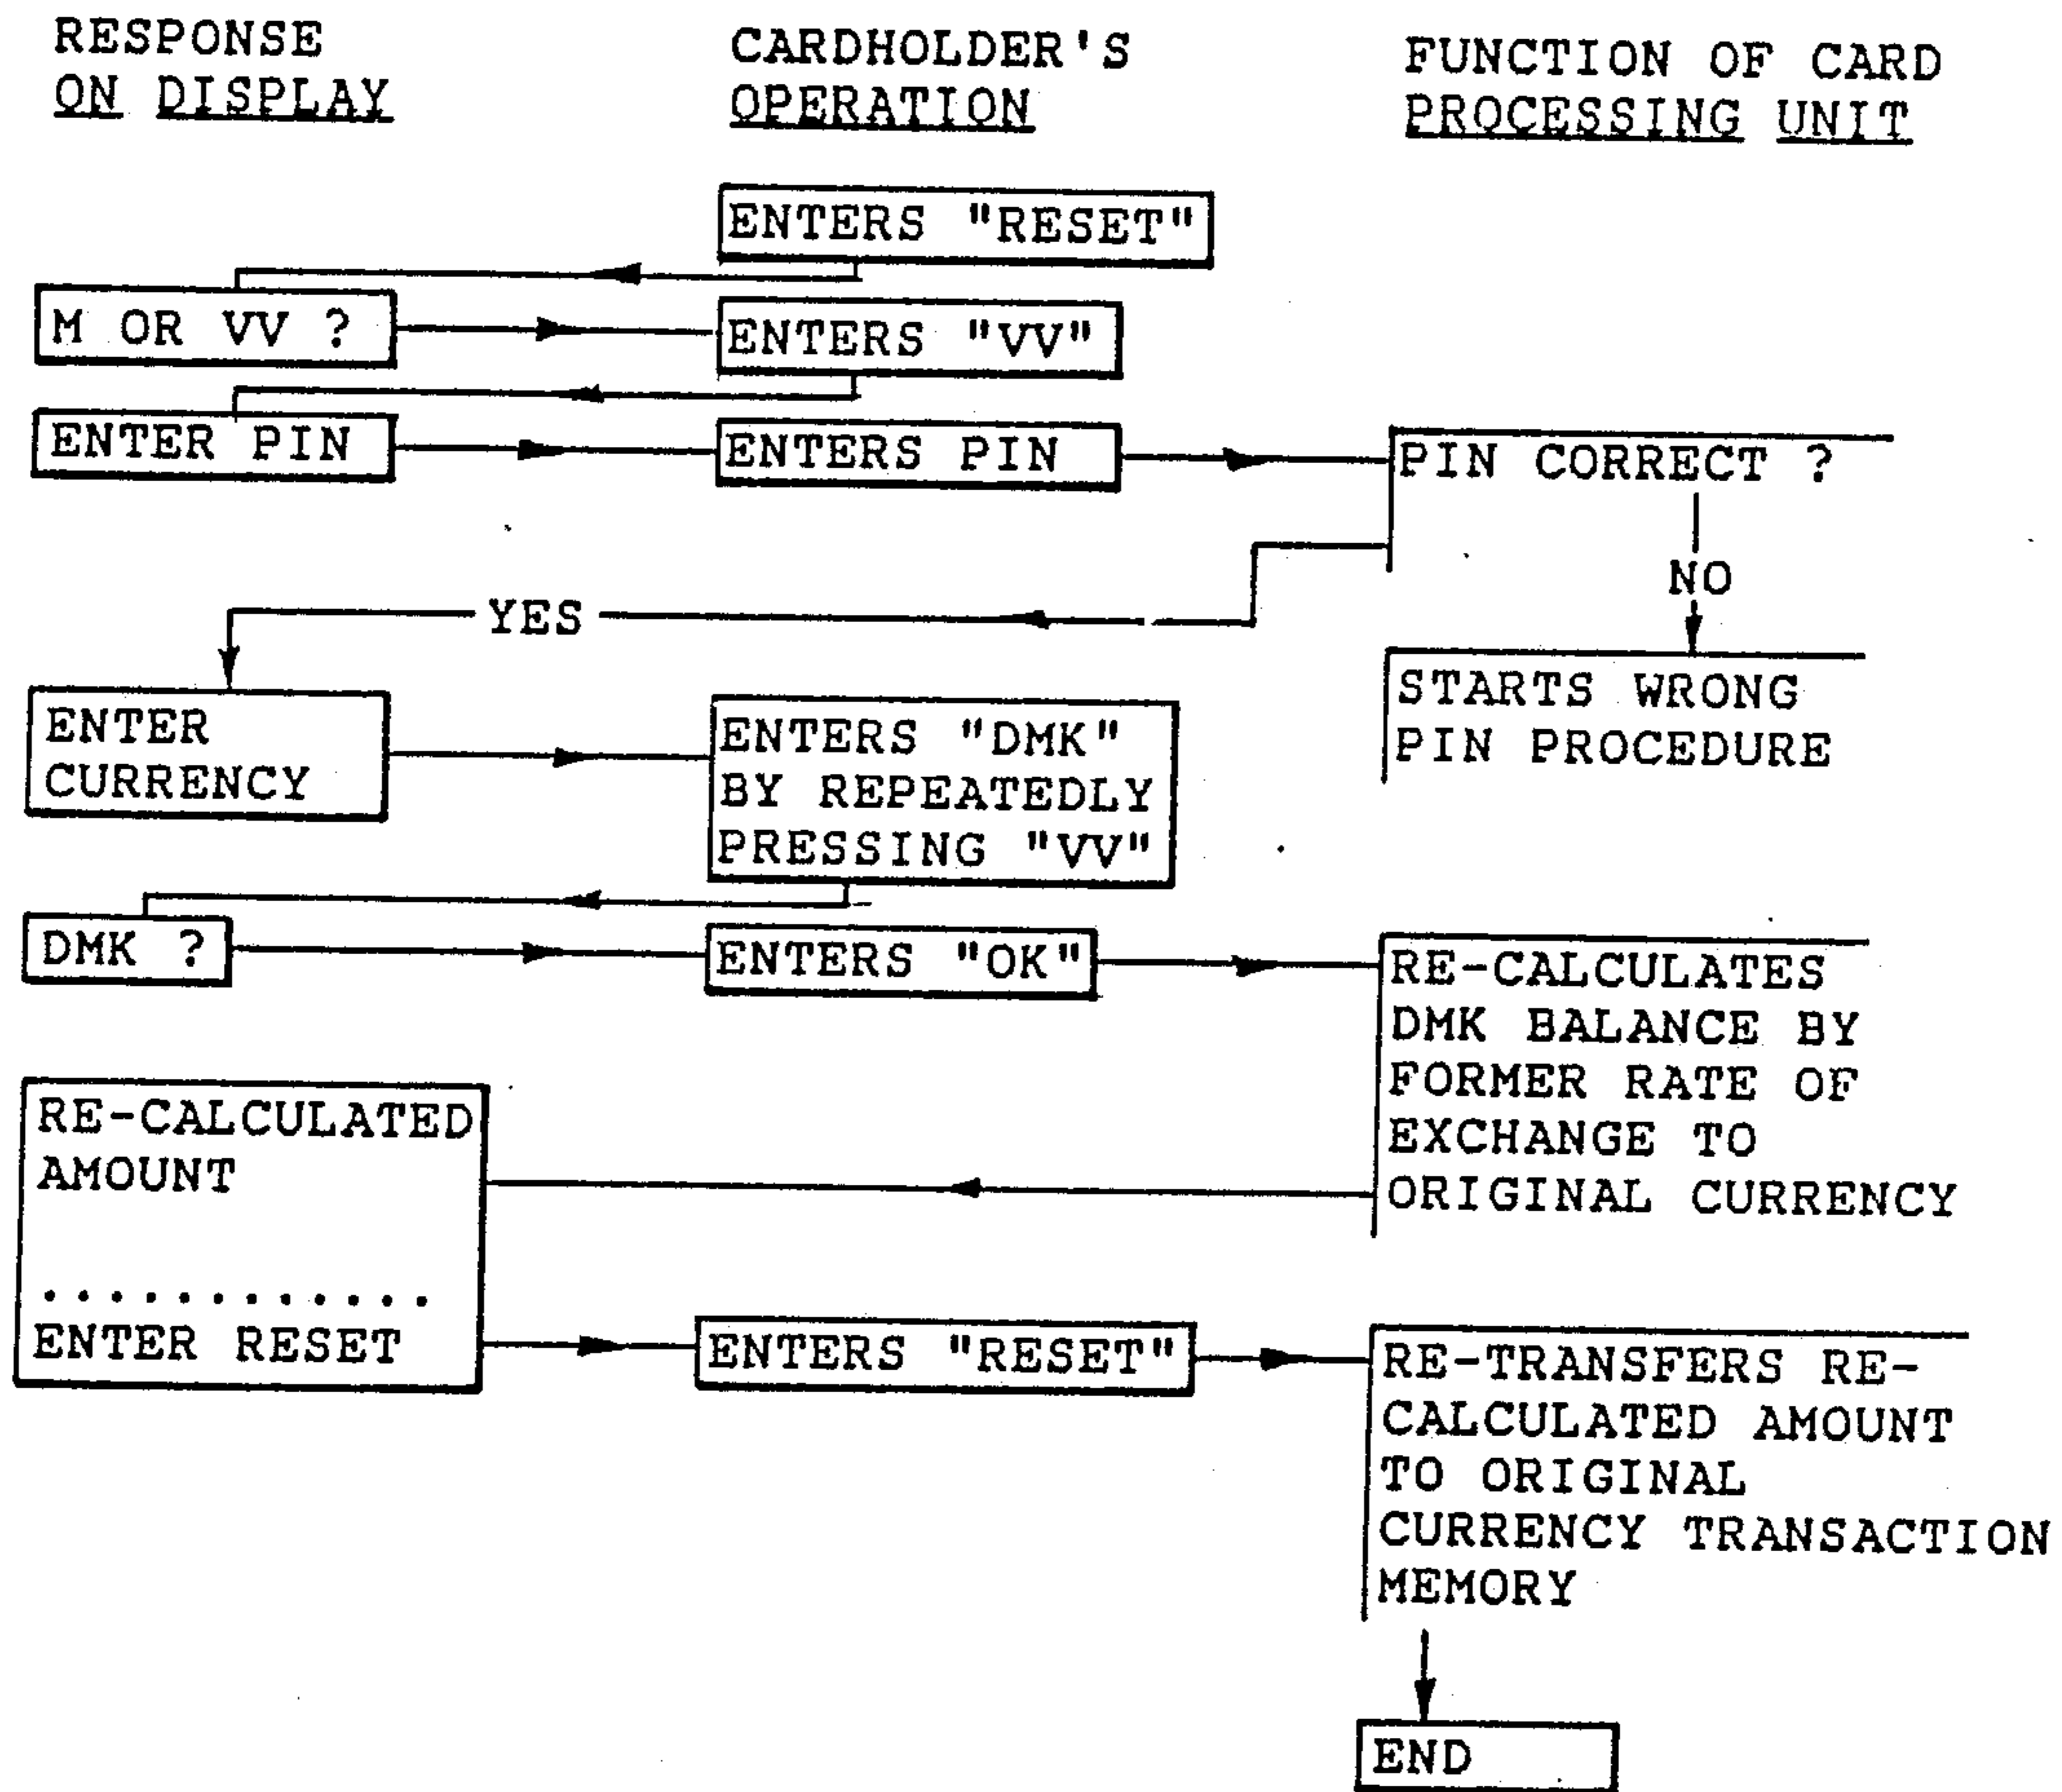 RESPONSE
ON DISPLAY
CARDHOLDER'S
OPERATION
FUNCTION OF CARD
PROCESSING UNIT
ENTERS "RESET"
M OR VV ?
ENTERS "VV"
ENTER PIN
ENTERS PIN
PIN CORRECT ?
NO
YES
STARTS WRONG
PIN PROCEDURE
ENTER
CURRENCY
ENTERS "DMK"
BY REPEATEDLY
PRESSING "VV"
DMK ?
ENTERS "OK"
RE-CALCULATES
DMK BALANCE BY
FORMER RATE OF
EXCHANGE TO
ORIGINAL CURRENCY
RE-CALCULATED
AMOUNT
............
ENTER RESET
ENTERS "RESET"
RE-TRANSFERS RE-
CALCULATED AMOUNT
TO ORIGINAL
CURRENCY TRANSACTION
MEMORY
END